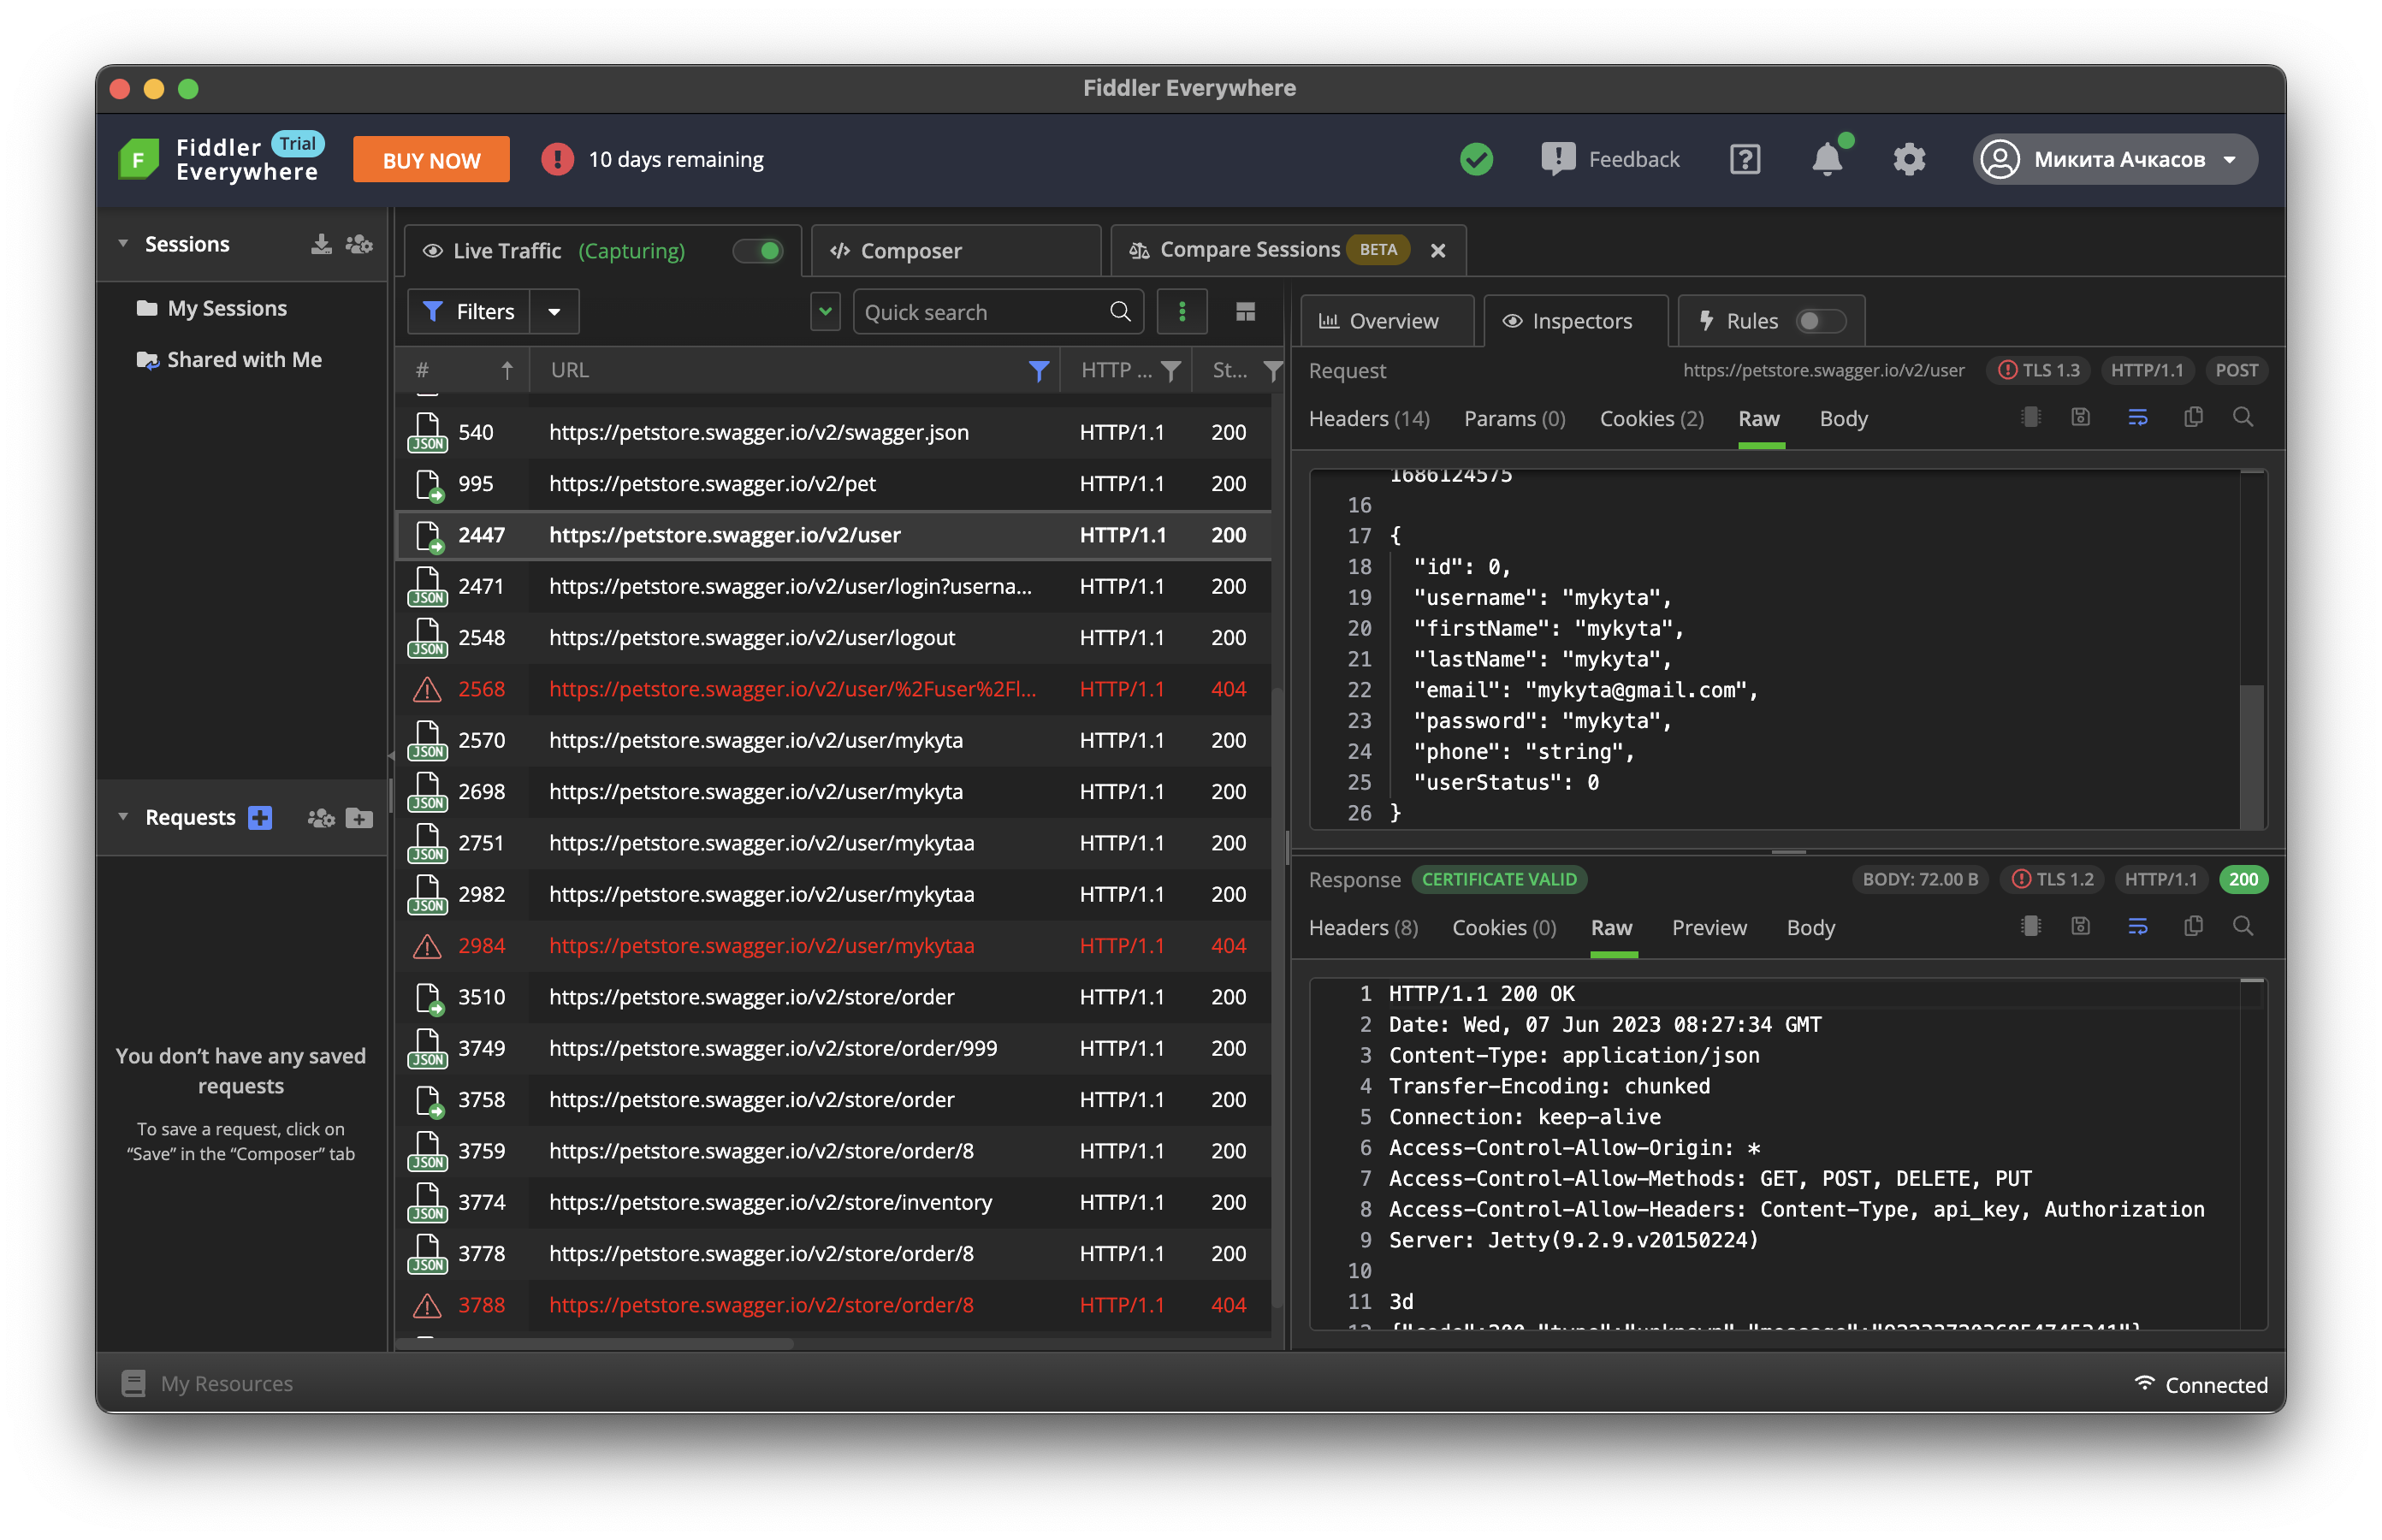 Fiddler Everywhere
Fiddler Everywhere Trial
BUY NOW
10 days remaining
Feedback
Микита Ачкасов
Sessions
My Sessions
Shared with Me
Requests
You don’t have any saved
requests
To save a request, click on
“Save” in the “Composer” tab
Live Traffic (Capturing)
Composer
Compare Sessions BETA
Filters
Quick search
# URL HTTP ... St...
JSON 540 https://petstore.swagger.io/v2/swagger.json HTTP/1.1 200
995 https://petstore.swagger.io/v2/pet HTTP/1.1 200
2447 https://petstore.swagger.io/v2/user HTTP/1.1 200
JSON 2471 https://petstore.swagger.io/v2/user/login?userna... HTTP/1.1 200
JSON 2548 https://petstore.swagger.io/v2/user/logout HTTP/1.1 200
2568 https://petstore.swagger.io/v2/user/%2Fuser%2Fl... HTTP/1.1 404
JSON 2570 https://petstore.swagger.io/v2/user/mykyta HTTP/1.1 200
JSON 2698 https://petstore.swagger.io/v2/user/mykyta HTTP/1.1 200
JSON 2751 https://petstore.swagger.io/v2/user/mykytaa HTTP/1.1 200
JSON 2982 https://petstore.swagger.io/v2/user/mykytaa HTTP/1.1 200
2984 https://petstore.swagger.io/v2/user/mykytaa HTTP/1.1 404
3510 https://petstore.swagger.io/v2/store/order HTTP/1.1 200
JSON 3749 https://petstore.swagger.io/v2/store/order/999 HTTP/1.1 200
3758 https://petstore.swagger.io/v2/store/order HTTP/1.1 200
JSON 3759 https://petstore.swagger.io/v2/store/order/8 HTTP/1.1 200
JSON 3774 https://petstore.swagger.io/v2/store/inventory HTTP/1.1 200
JSON 3778 https://petstore.swagger.io/v2/store/order/8 HTTP/1.1 200
3788 https://petstore.swagger.io/v2/store/order/8 HTTP/1.1 404
Overview
Inspectors
Rules
Request https://petstore.swagger.io/v2/user TLS 1.3 HTTP/1.1 POST
Headers (14) Params (0) Cookies (2) Raw Body
1686124575
16
17 {
18 "id": 0,
19 "username": "mykyta",
20 "firstName": "mykyta",
21 "lastName": "mykyta",
22 "email": "mykyta@gmail.com",
23 "password": "mykyta",
24 "phone": "string",
25 "userStatus": 0
26 }
Response CERTIFICATE VALID BODY: 72.00 B TLS 1.2 HTTP/1.1 200
Headers (8) Cookies (0) Raw Preview Body
1 HTTP/1.1 200 OK
2 Date: Wed, 07 Jun 2023 08:27:34 GMT
3 Content-Type: application/json
4 Transfer-Encoding: chunked
5 Connection: keep-alive
6 Access-Control-Allow-Origin: *
7 Access-Control-Allow-Methods: GET, POST, DELETE, PUT
8 Access-Control-Allow-Headers: Content-Type, api_key, Authorization
9 Server: Jetty(9.2.9.v20150224)
10
11 3d
My Resources
Connected